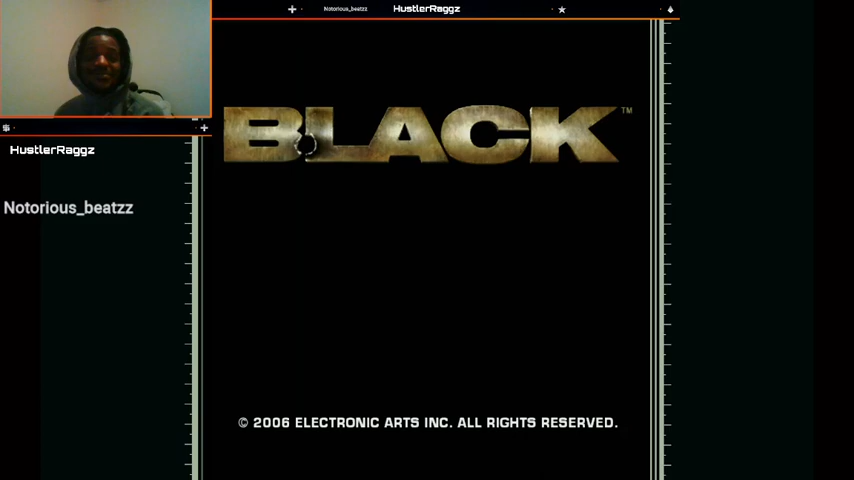 Notorious_beatzz
HustlerRaggz
BLACK™
HustlerRaggz
Notorious_beatzz
© 2006 ELECTRONIC ARTS INC. ALL RIGHTS RESERVED.